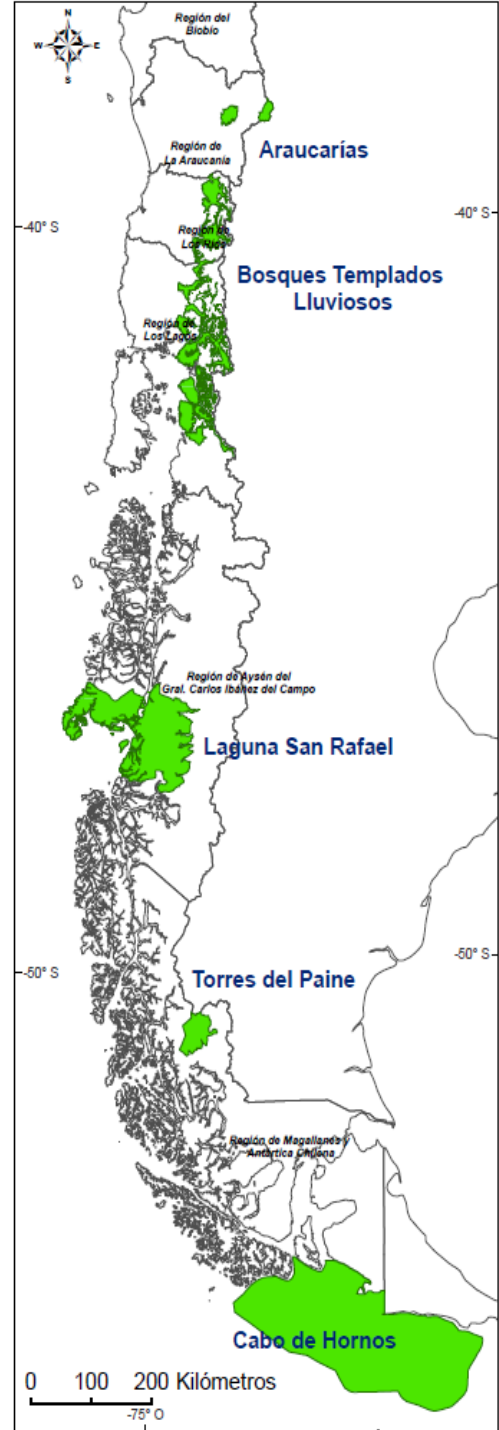 N
W E
S
Región del
Biobío
Región de
La Araucanía
Araucarías
-40° S
-40° S
Región de
Los Ríos
Bosques Templados
Lluviosos
Región de
Los Lagos
Región de Aysén del
Gral. Carlos Ibáñez del Campo
Laguna San Rafael
-50° S
-50° S
Torres del Paine
Región de Magallanes y
Antártica Chilena
Cabo de Hornos
0 100 200 Kilómetros
-75° O